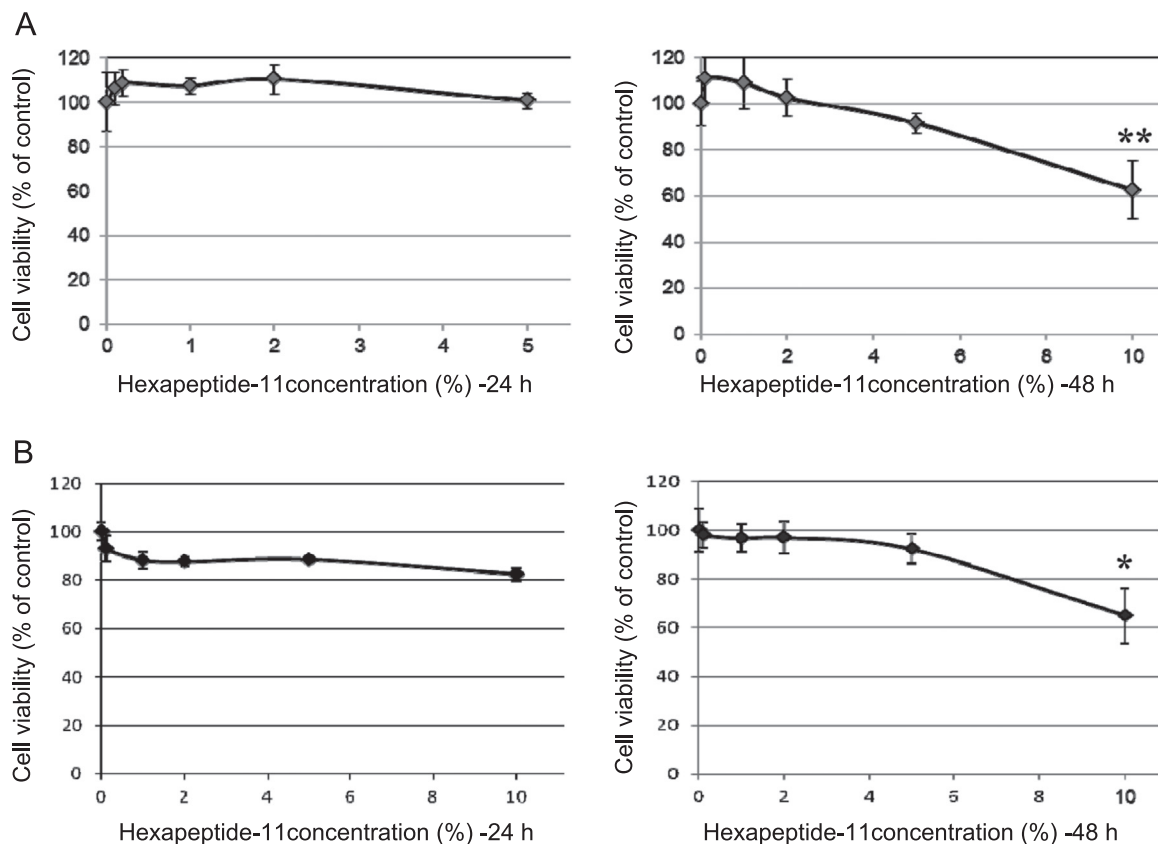 A
Cell viability (% of control)
120
100
80
60
40
20
0
0 1 2 3 4 5
Hexapeptide-11concentration (%) -24 h
Cell viability (% of control)
120
100
80
60
40
20
0
**
0 2 4 6 8 10
Hexapeptide-11concentration (%) -48 h
B
Cell viability (% of control)
120
100
80
60
40
20
0
0 2 4 6 8 10
Hexapeptide-11concentration (%) -24 h
Cell viability (% of control)
120
100
80
60
40
20
0
*
0 2 4 6 8 10
Hexapeptide-11concentration (%) -48 h